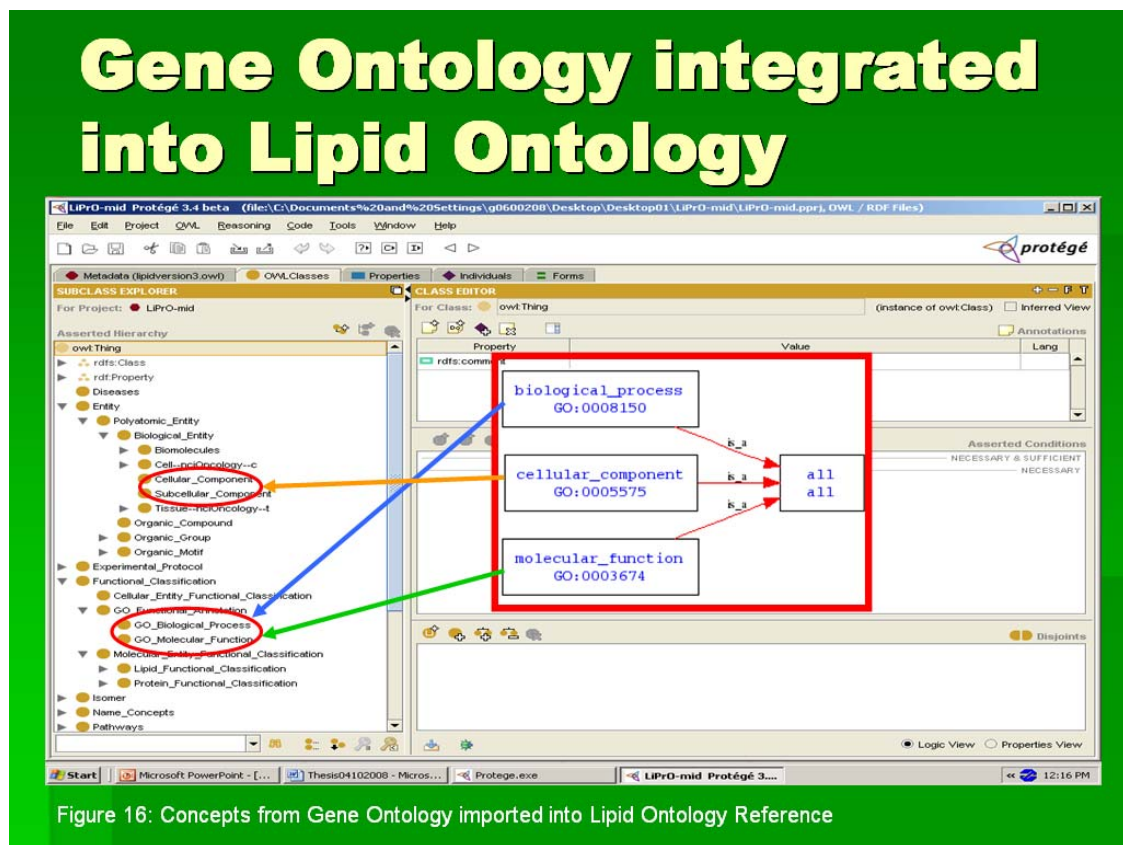 Gene Ontology integrated
into Lipid Ontology
LiPrO-mid Protégé 3.4 beta (file:\C:\Documents%20and%20Settings\g0600208\Desktop\Desktop01\LiPrO-mid\LiPrO-mid.pprj, OWL / RDF Files)
File Edit Project OWL Reasoning Code Tools Window Help
protégé
Metadata (lipidversion3.owl) OWLClasses Properties Individuals Forms
SUBCLASS EXPLORER
For Project: LiPrO-mid
Asserted Hierarchy
owl:Thing
rdfs:Class
rdf:Property
Diseases
Entity
Polyatomic_Entity
Biological_Entity
Biomolecules
Cell--nciOncology--c
Cellular_Component
Subcellular_Component
Tissue--nciOncology--t
Organic_Compound
Organic_Group
Organic_Motif
Experimental_Protocol
Functional_Classification
Cellular_Entity_Functional_Classification
GO_Functional_Annotation
GO_Biological_Process
GO_Molecular_Function
Molecular_Entity_Functional_Classification
Lipid_Functional_Classification
Protein_Functional_Classification
Isomer
Name_Concepts
Pathways
CLASS EDITOR
For Class: owl:Thing (instance of owl:Class) Inferred View
Annotations
Property Value Lang
rdfs:comment
biological_process
GO:0008150
is_a
cellular_component
GO:0005575
is_a
all
all
is_a
molecular_function
GO:0003674
Asserted Conditions
NECESSARY & SUFFICIENT
NECESSARY
Disjoints
Logic View Properties View
Start Microsoft PowerPoint - [... Thesis04102008 - Micros... Protege.exe LiPrO-mid Protégé 3.... « 12:16 PM
Figure 16: Concepts from Gene Ontology imported into Lipid Ontology Reference